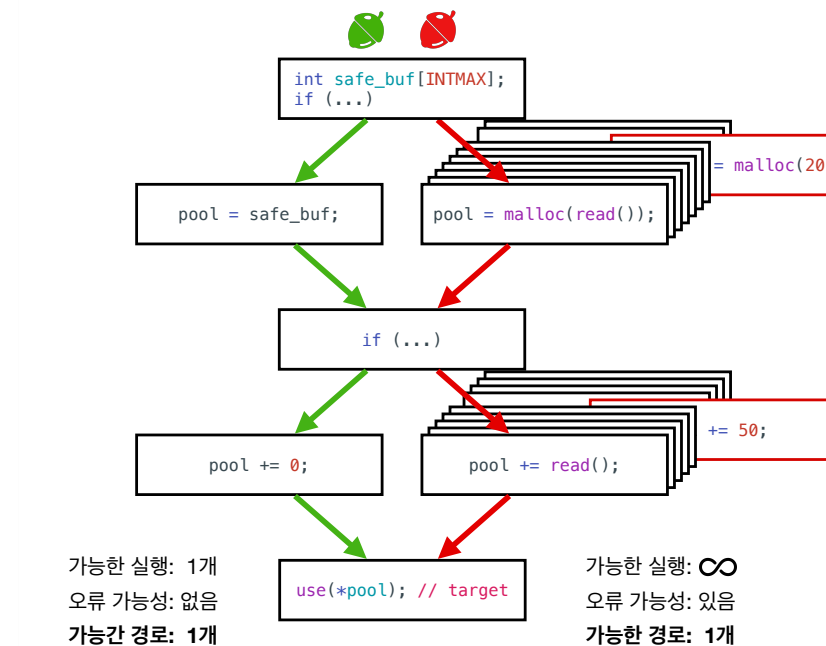 int safe_buf[INTMAX];
if (...)
= malloc(20
pool = safe_buf;
pool = malloc(read());
if (...)
+= 50;
pool += 0;
pool += read();
가능한 실행: 1개
오류 가능성: 없음
가능간 경로: 1개
use(*pool); // target
가능한 실행: ∞
오류 가능성: 있음
가능한 경로: 1개